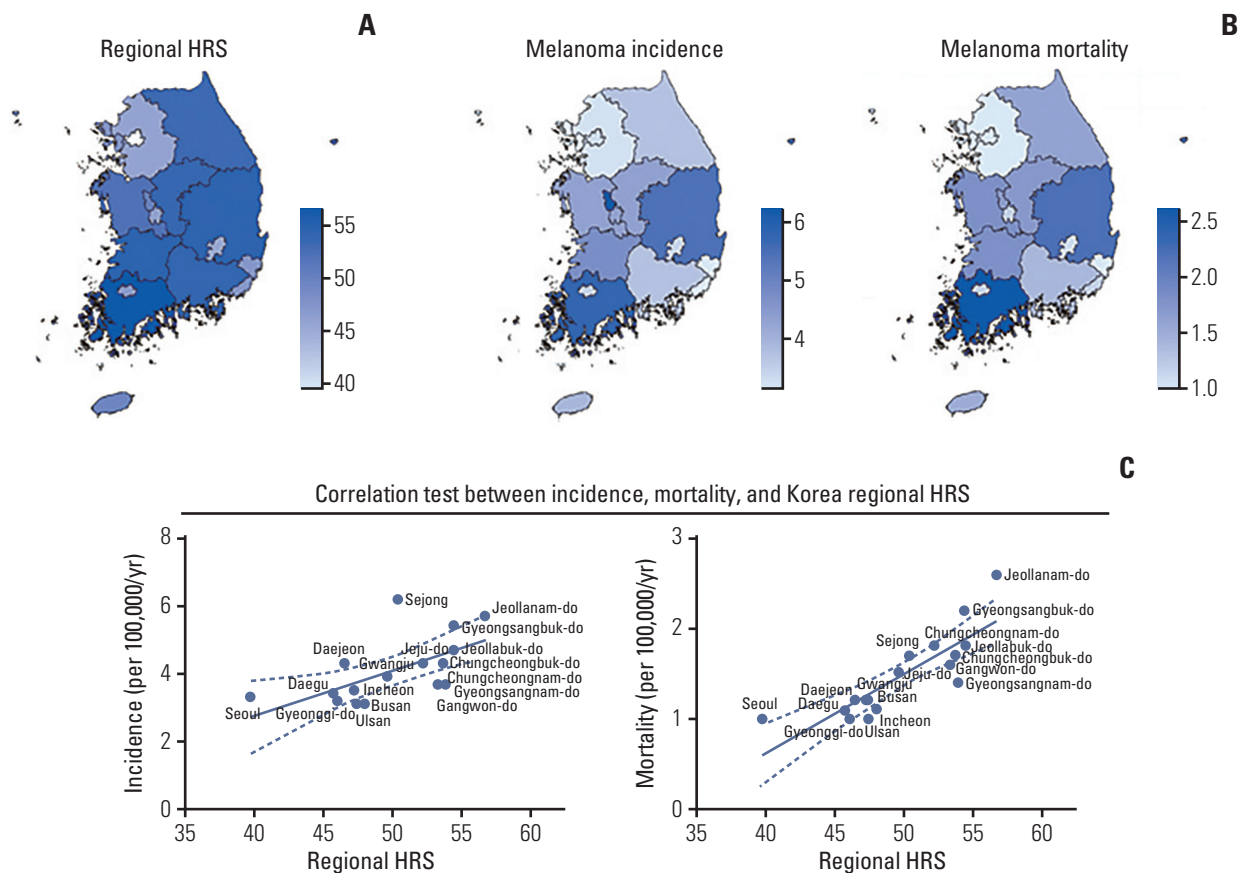 A
B
Regional HRS
Melanoma incidence
Melanoma mortality
55
50
45
40
6
5
4
2.5
2.0
1.5
1.0
C
Correlation test between incidence, mortality, and Korea regional HRS
Incidence (per 100,000/yr)
8
6
4
2
0
35
40
45
50
55
60
Regional HRS
Sejong
Jeollanam-do
Gyeongsangbuk-do
Daejeon
Jeju-do
Jeollabuk-do
Gwangju
Chungcheongbuk-do
Chungcheongnam-do
Daegu
Incheon
Gyeongsangnam-do
Seoul
Gyeonggi-do
Busan
Gangwon-do
Ulsan
Mortality (per 100,000/yr)
3
2
1
0
35
40
45
50
55
60
Regional HRS
Jeollanam-do
Gyeongsangbuk-do
Chungcheongnam-do
Sejong
Jeollabuk-do
Chungcheongbuk-do
Jeju-do
Gangwon-do
Gwangju
Gyeongsangnam-do
Daejeon
Seoul
Daegu
Busan
Incheon
Gyeonggi-do
Ulsan